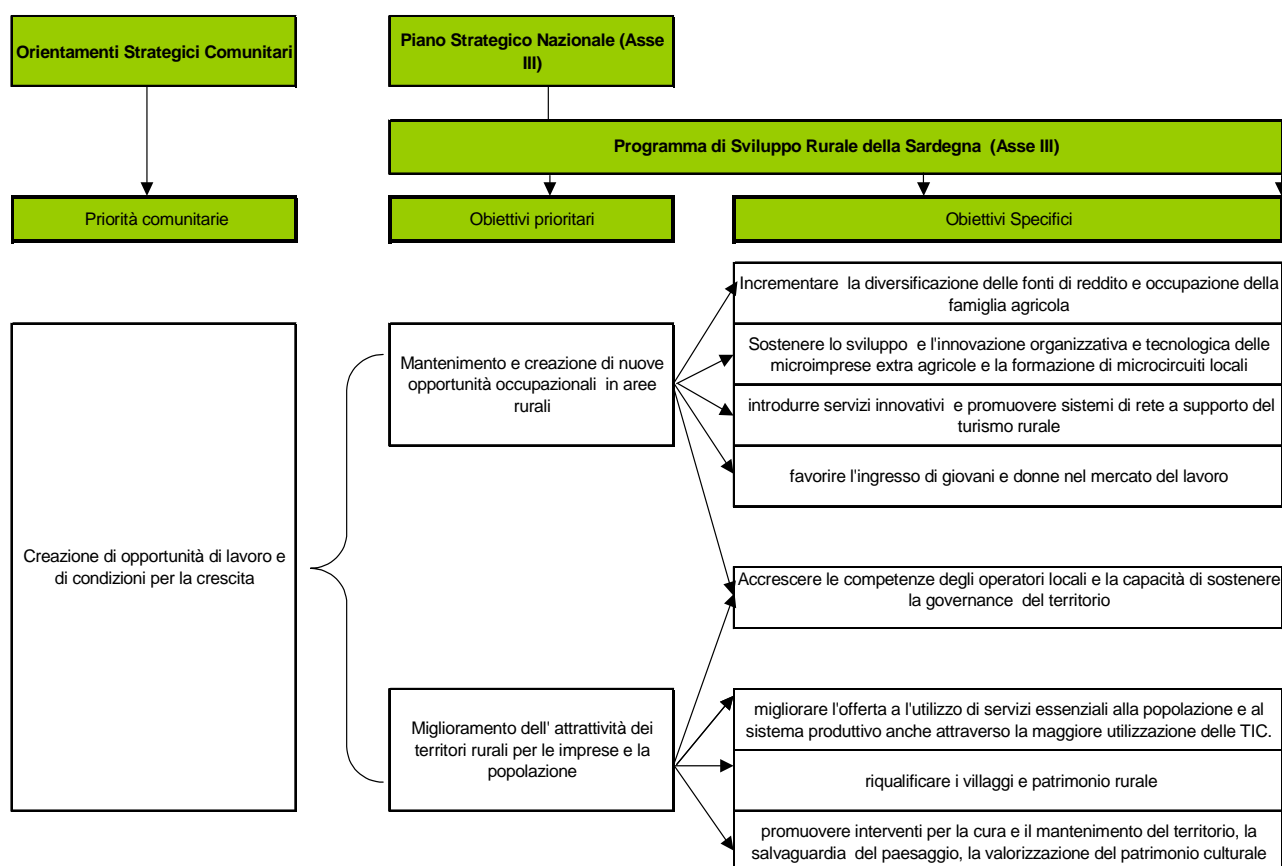 Orientamenti Strategici Comunitari
Piano Strategico Nazionale (Asse
III)
Programma di Sviluppo Rurale della Sardegna (Asse III)
Priorità comunitarie
Obiettivi prioritari
Obiettivi Specifici
Creazione di opportunità di lavoro e
di condizioni per la crescita
Mantenimento e creazione di nuove
opportunità occupazionali in aree
rurali
Incrementare la diversificazione delle fonti di reddito e occupazione della
famiglia agricola
Sostenere lo sviluppo e l'innovazione organizzativa e tecnologica delle
microimprese extra agricole e la formazione di microcircuiti locali
introdurre servizi innovativi e promuovere sistemi di rete a supporto del
turismo rurale
favorire l'ingresso di giovani e donne nel mercato del lavoro
Accrescere le competenze degli operatori locali e la capacità di sostenere
la governance del territorio
Miglioramento dell' attrattività dei
territori rurali per le imprese e la
popolazione
migliorare l'offerta a l'utilizzo di servizi essenziali alla popolazione e al
sistema produttivo anche attraverso la maggiore utilizzazione delle TIC.
riqualificare i villaggi e patrimonio rurale
promuovere interventi per la cura e il mantenimento del territorio, la
salvaguardia del paesaggio, la valorizzazione del patrimonio culturale